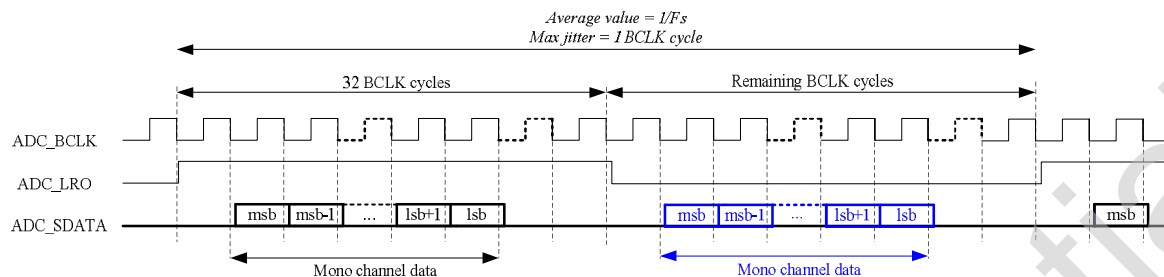 Average value = 1/Fs
Max jitter = 1 BCLK cycle
32 BCLK cycles
Remaining BCLK cycles
ADC_BCLK
ADC_LRO
ADC_SDATA
msb
msb-1
...
lsb+1
lsb
msb
msb-1
...
lsb+1
lsb
msb
Mono channel data
Mono channel data